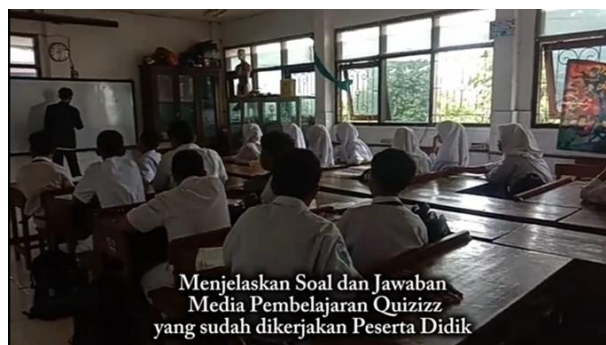 Menjelaskan Soal dan Jawaban
Media Pembelajaran Quizizz
yang sudah dikerjakan Peserta Didik